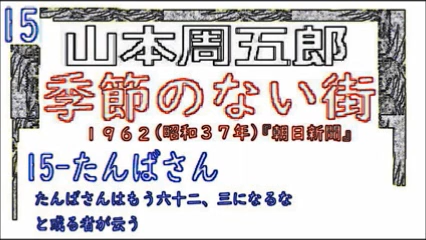 15
山本周五郎
季節のない街
1962(昭和37年)『朝日新聞』
15-たんばさん
たんばさんはもう六十二、三になるな
と或る者が云う